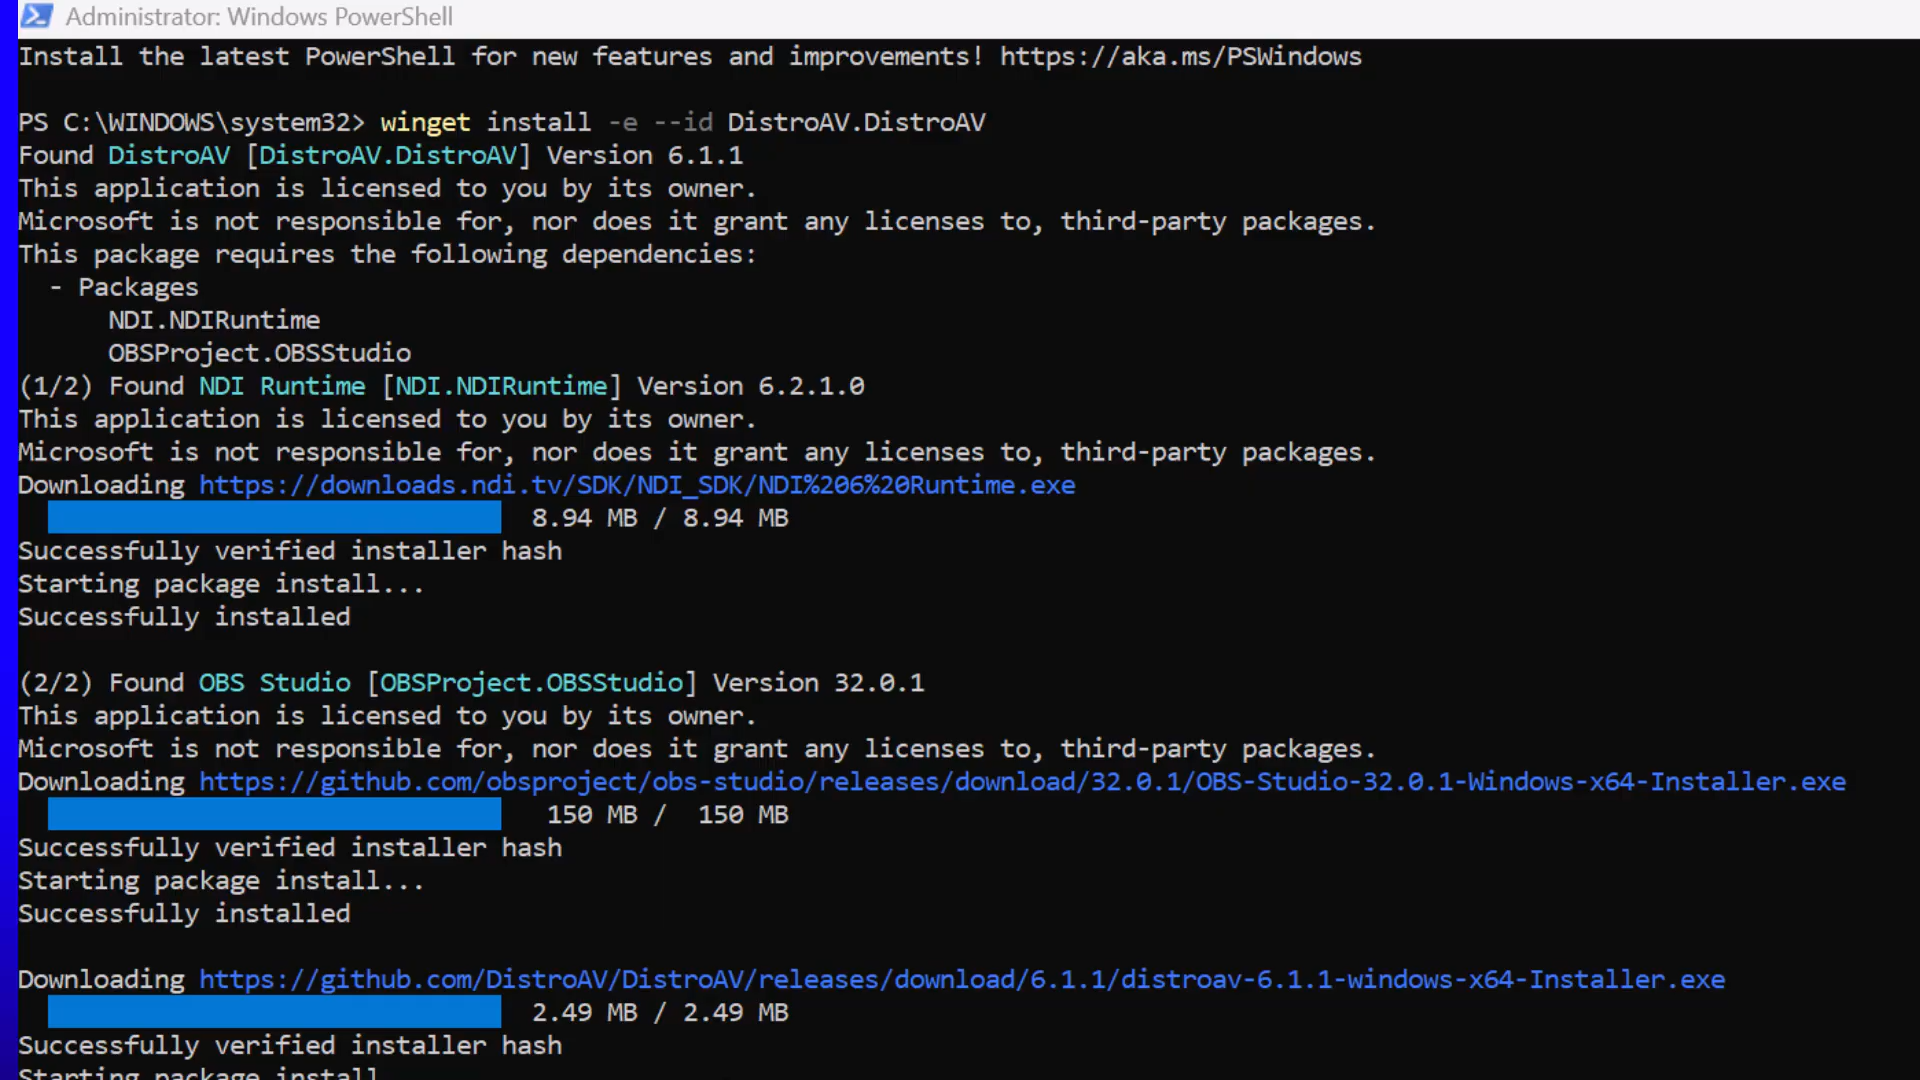 Administrator: Windows PowerShell
Install the latest PowerShell for new features and improvements! https://aka.ms/PSWindows
PS C:\WINDOWS\system32> winget install -e --id DistroAV.DistroAV
Found DistroAV [DistroAV.DistroAV] Version 6.1.1
This application is licensed to you by its owner.
Microsoft is not responsible for, nor does it grant any licenses to, third-party packages.
This package requires the following dependencies:
- Packages
NDI.NDIRuntime
OBSProject.OBSStudio
(1/2) Found NDI Runtime [NDI.NDIRuntime] Version 6.2.1.0
This application is licensed to you by its owner.
Microsoft is not responsible for, nor does it grant any licenses to, third-party packages.
Downloading https://downloads.ndi.tv/SDK/NDI_SDK/NDI%206%20Runtime.exe
8.94 MB / 8.94 MB
Successfully verified installer hash
Starting package install...
Successfully installed
(2/2) Found OBS Studio [OBSProject.OBSStudio] Version 32.0.1
This application is licensed to you by its owner.
Microsoft is not responsible for, nor does it grant any licenses to, third-party packages.
Downloading https://github.com/obsproject/obs-studio/releases/download/32.0.1/OBS-Studio-32.0.1-Windows-x64-Installer.exe
150 MB / 150 MB
Successfully verified installer hash
Starting package install...
Successfully installed
Downloading https://github.com/DistroAV/DistroAV/releases/download/6.1.1/distroav-6.1.1-windows-x64-Installer.exe
2.49 MB / 2.49 MB
Successfully verified installer hash
Starting package install